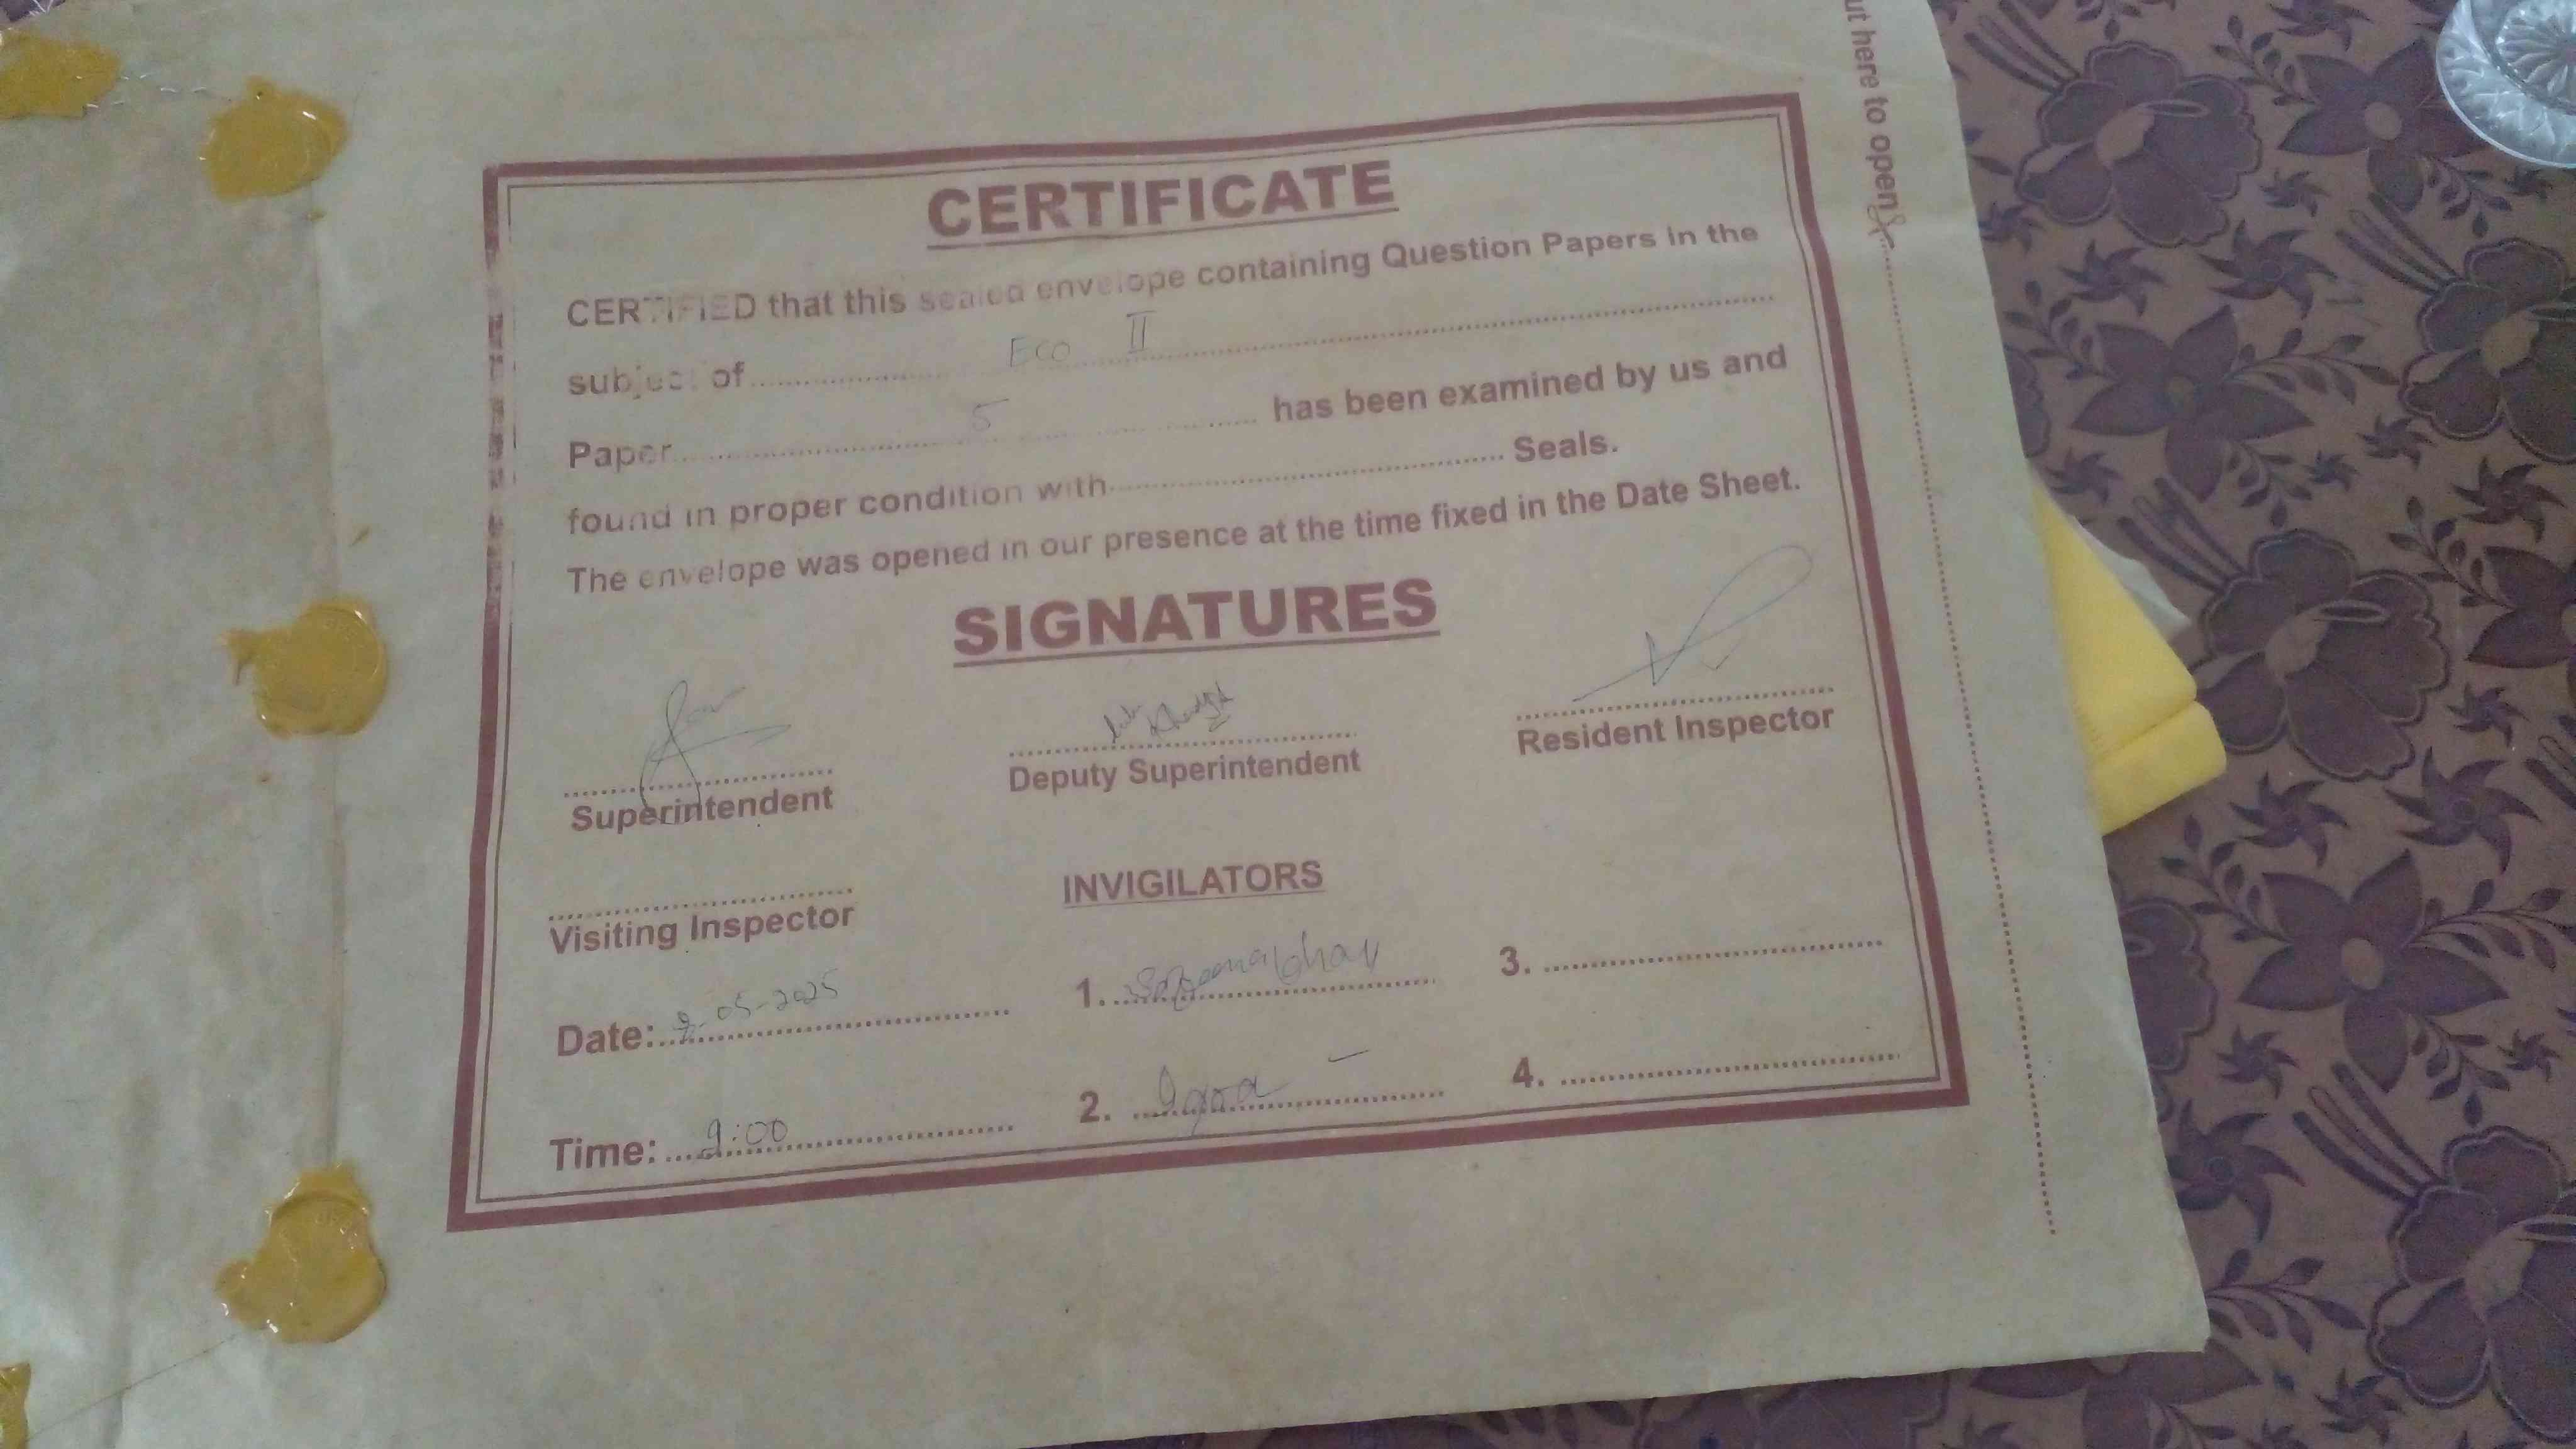 ut here to open
CERTIFICATE
CERTIFIED that this sealed envelope containing Question Papers in the
subject of Eco II
Paper 5 has been examined by us and
found in proper condition with Seals.
The envelope was opened in our presence at the time fixed in the Date Sheet.
SIGNATURES
Superintendent
Deputy Superintendent
Resident Inspector
Visiting Inspector
INVIGILATORS
Date: 9-05-2025
1.
3.
Time: 9:00
2.
4.